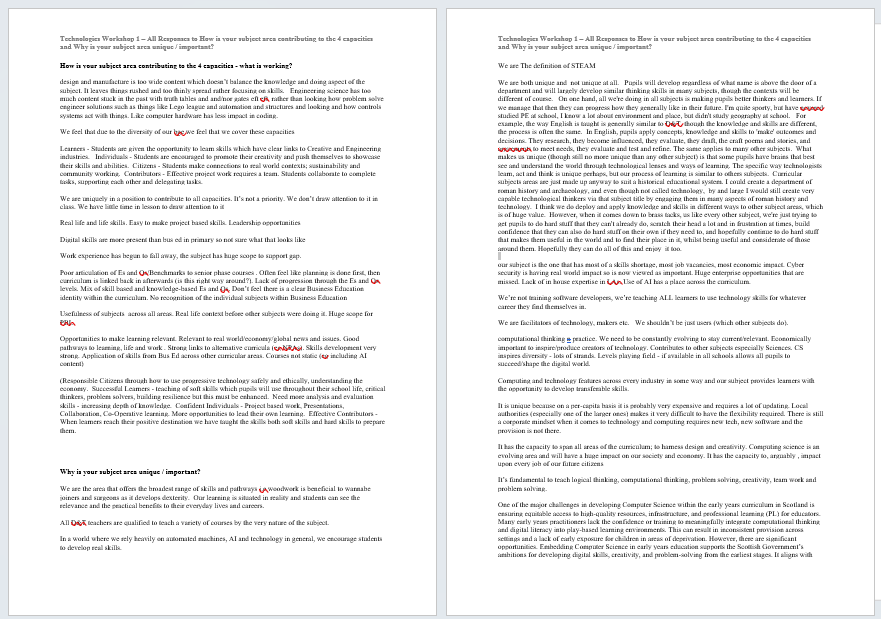 Technologies Workshop 1 – All Responses to How is your subject area contributing to the 4 capacities
and Why is your subject area unique / important?
How is your subject area contributing to the 4 capacities - what is working?
design and manufacture is too wide content which doesn't balance the knowledge and doing aspect of the
subject. It leaves things rushed and too thinly spread rather focusing on skills. Engineering science has too
much content stuck in the past with truth tables and and/or gates eft rather than looking how problem solve
engineer solutions such as things like Lego league and automation and structures and looking and how controls
systems act with things. Like computer hardware has less impact in coding.
We feel that due to the diversity of our we feel that we cover these capacities
Learners - Students are given the opportunity to learn skills which have clear links to Creative and Engineering
industries. Individuals - Students are encouraged to promote their creativity and push themselves to showcase
their skills and abilities. Citizens - Students make connections to real world contexts; sustainability and
community working. Contributors - Effective project work requires a team. Students collaborate to complete
tasks, supporting each other and delegating tasks.
We are uniquely in a position to contribute to all capacities. It's not a priority. We don't draw attention to it in
class. We have little time in lesson to draw attention to it
Real life and life skills. Easy to make project based skills. Leadership opportunities
Digital skills are more present than bus ed in primary so not sure what that looks like
Work experience has begun to fall away, the subject has huge scope to support gap.
Poor articulation of Es and Os/Benchmarks to senior phase courses . Often feel like planning is done first, then
curriculum is linked back in afterwards (is this right way around?). Lack of progression through the Es and Os
levels. Mix of skill based and knowledge-based Es and Os. Don't feel there is a clear Business Education
identity within the curriculum. No recognition of the individual subjects within Business Education
Usefulness of subjects across all areas. Real life context before other subjects were doing it. Huge scope for
Opportunities to make learning relevant. Relevant to real world/economy/global news and issues. Good
pathways to learning, life and work . Strong links to alternative curricula ( ) Skills development very
strong. Application of skills from Bus Ed across other curricular areas. Courses not static ( including AI
content)
(Responsible Citizens through how to use progressive technology safely and ethically, understanding the
economy. Successful Learners - teaching of soft skills which pupils will use throughout their school life, critical
thinkers, problem solvers, building resilience but this must be enhanced. Need more analysis and evaluation
skills - increasing depth of knowledge. Confident Individuals - Project based work, Presentations,
Collaboration, Co-Operative learning. More opportunities to lead their own learning. Effective Contributors -
When learners reach their positive destination we have taught the skills both soft skills and hard skills to prepare
them.
Why is your subject area unique / important?
We are the area that offers the broadest range of skills and pathways woodwork is beneficial to wannabe
joiners and surgeons as it develops dexterity. Our learning is situated in reality and students can see the
relevance and the practical benefits to their everyday lives and careers.
All D&T teachers are qualified to teach a variety of courses by the very nature of the subject.
In a world where we rely heavily on automated machines, AI and technology in general, we encourage students
to develop real skills.
Technologies Workshop 1 – All Responses to How is your subject area contributing to the 4 capacities
and Why is your subject area unique / important?
We are The definition of STEAM
We are both unique and not unique at all. Pupils will develop regardless of what name is above the door of a
department and will largely develop similar thinking skills in many subjects, though the contexts will be
different of course. On one hand, all we're doing in all subjects is making pupils better thinkers and learners. If
we manage that then they can progress how they generally like in their future. I'm quite sporty, but have
studied PE at school, I know a lot about environment and place, but didn't study geography at school. For
example, the way English is taught is generally similar to D&T, though the knowledge and skills are different,
the process is often the same. In English, pupils apply concepts, knowledge and skills to 'make' outcomes and
decisions. They research, they become influenced, they evaluate, they draft, the craft poems and stories, and
to meet needs, they evaluate and test and refine. The same applies to many other subjects. What
makes us unique (though still no more unique than any other subject) is that some pupils have brains that best
see and understand the world through technological lenses and ways of learning. The specific way technologists
learn, act and think is unique perhaps, but our process of learning is similar to others subjects. Curricular
subjects areas are just made up anyway to suit a historical educational system. I could create a department of
roman history and archaeology, and even though not called technology, by and large I would still create very
capable technological thinkers via that subject title by engaging them in many aspects of roman history and
technology. I think we do deploy and apply knowledge and skills in different ways to other subject areas, which
is of huge value. However, when it comes down to brass tacks, us like every other subject, we're just trying to
get pupils to do hard stuff that they can't already do, scratch their head a lot and in frustration at times, build
confidence that they can also do hard stuff on their own if they need to, and hopefully continue to do hard stuff
that makes them useful in the world and to find their place in it, whilst being useful and considerate of those
around them. Hopefully they can do all of this and enjoy it too.
our subject is the one that has most of a skills shortage, most job vacancies, most economic impact. Cyber
security is having real world impact so is now viewed as important. Huge enterprise opportunities that are
missed. Lack of in house expertise in Use of AI has a place across the curriculum.
We're not training software developers, we're teaching ALL learners to use technology skills for whatever
career they find themselves in.
We are facilitators of technology, makers etc. We shouldn't be just users (which other subjects do).
computational thinking practice. We need to be constantly evolving to stay current/relevant. Economically
important to inspire/produce creators of technology. Contributes to other subjects especially Sciences. CS
inspires diversity - lots of strands. Levels playing field - if available in all schools allows all pupils to
succeed/shape the digital world.
Computing and technology features across every industry in some way and our subject provides learners with
the opportunity to develop transferable skills.
It is unique because on a per-capita basis it is probably very expensive and requires a lot of updating. Local
authorities (especially one of the larger ones) makes it very difficult to have the flexibility required. There is still
a corporate mindset when it comes to technology and computing requires new tech, new software and the
provision is not there.
It has the capacity to span all areas of the curriculum; to harness design and creativity. Computing science is an
evolving area and will have a huge impact on our society and economy. It has the capacity to, arguably , impact
upon every job of our future citizens
It's fundamental to teach logical thinking, computational thinking, problem solving, creativity, team work and
problem solving.
One of the major challenges in developing Computer Science within the early years curriculum in Scotland is
ensuring equitable access to high-quality resources, infrastructure, and professional learning (PL) for educators.
Many early years practitioners lack the confidence or training to meaningfully integrate computational thinking
and digital literacy into play-based learning environments. This can result in inconsistent provision across
settings and a lack of early exposure for children in areas of deprivation. However, there are significant
opportunities. Embedding Computer Science in early years education supports the Scottish Government's
ambitions for developing digital skills, creativity, and problem-solving from the earliest stages. It aligns with